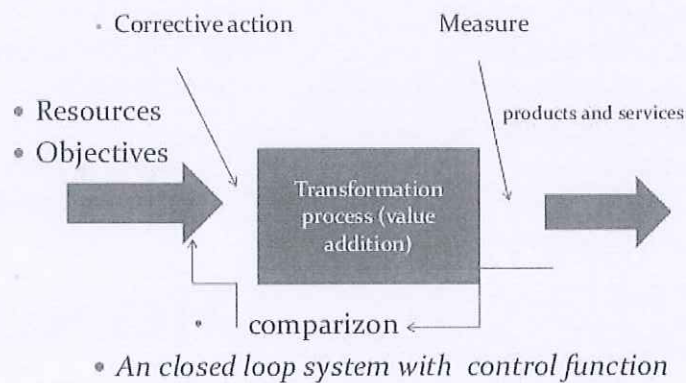 Corrective action
Measure
• Resources
• Objectives
products and services
Transformation
process (value
addition)
• comparizon
• An closed loop system with control function